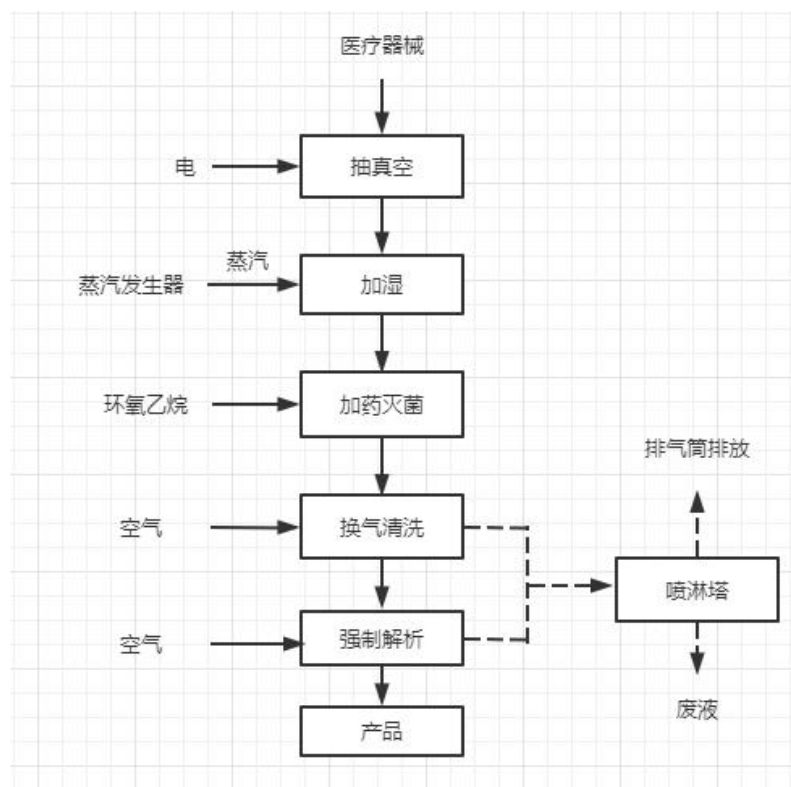 医疗器械
电
抽真空
蒸汽
蒸汽发生器
加湿
环氧乙烷
加药灭菌
排气筒排放
空气
换气清洗
喷淋塔
空气
强制解析
废液
产品